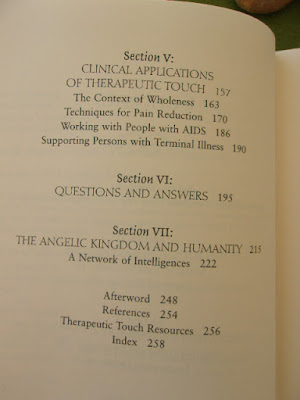 Section V:
CLINICAL APPLICATIONS
OF THERAPEUTIC TOUCH 157
The Context of Wholeness 163
Techniques for Pain Reduction 170
Working with People with AIDS 186
Supporting Persons with Terminal Illness 190
Section VI:
QUESTIONS AND ANSWERS 195
Section VII:
THE ANGELIC KINGDOM AND HUMANITY 215
A Network of Intelligences 222
Afterword 248
References 254
Therapeutic Touch Resources 256
Index 258